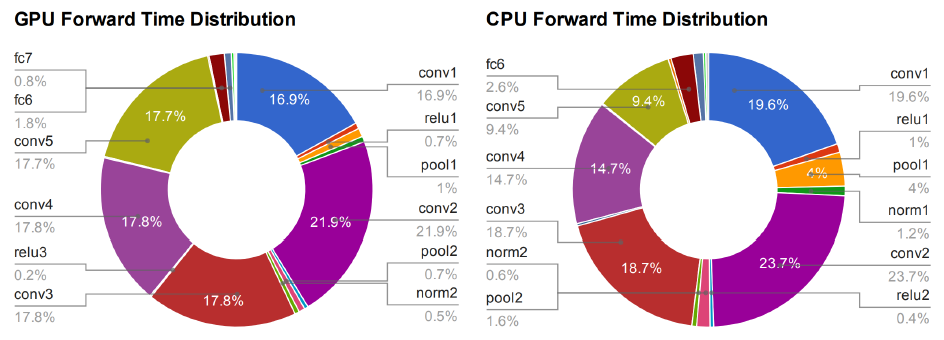 GPU Forward Time Distribution
fc7
0.8%
fc6
1.8%
conv5
17.7%
conv4
17.8%
relu3
0.2%
conv3
17.8%
16.9%
17.7%
21.9%
17.8%
17.8%
conv1
16.9%
relu1
0.7%
pool1
1%
conv2
21.9%
pool2
0.7%
norm2
0.5%
CPU Forward Time Distribution
fc6
2.6%
conv5
9.4%
conv4
14.7%
conv3
18.7%
norm2
0.6%
pool2
1.6%
19.6%
9.4%
4%
14.7%
18.7%
23.7%
conv1
19.6%
relu1
1%
pool1
4%
norm1
1.2%
conv2
23.7%
relu2
0.4%